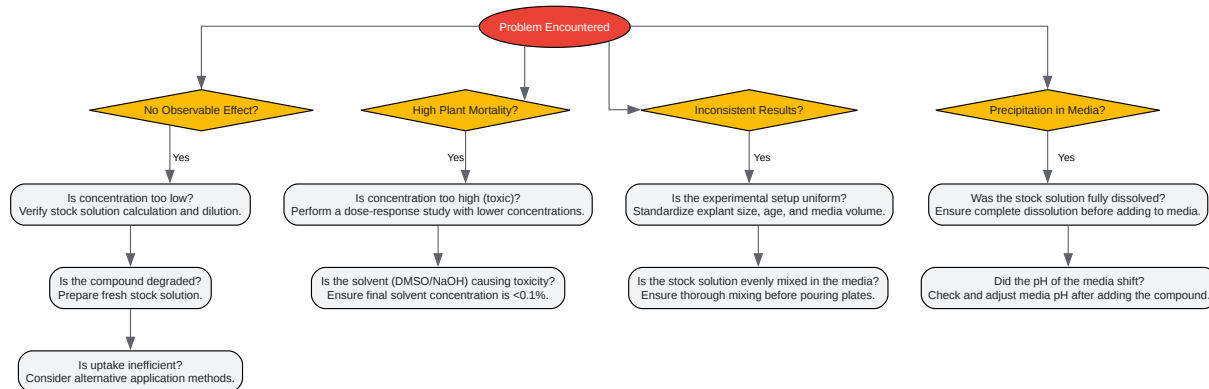 Problem Encountered
No Observable Effect?
High Plant Mortality?
Inconsistent Results?
Precipitation in Media?
Yes
Yes
Yes
Yes
Is concentration too low?
Verify stock solution calculation and dilution.
Is concentration too high (toxic)?
Perform a dose-response study with lower concentrations.
Is the experimental setup uniform?
Standardize explant size, age, and media volume.
Was the stock solution fully dissolved?
Ensure complete dissolution before adding to media.
Is the compound degraded?
Prepare fresh stock solution.
Is the solvent (DMSO/NaOH) causing toxicity?
Ensure final solvent concentration is <0.1%.
Is the stock solution evenly mixed in the media?
Ensure thorough mixing before pouring plates.
Did the pH of the media shift?
Check and adjust media pH after adding the compound.
Is uptake inefficient?
Consider alternative application methods.